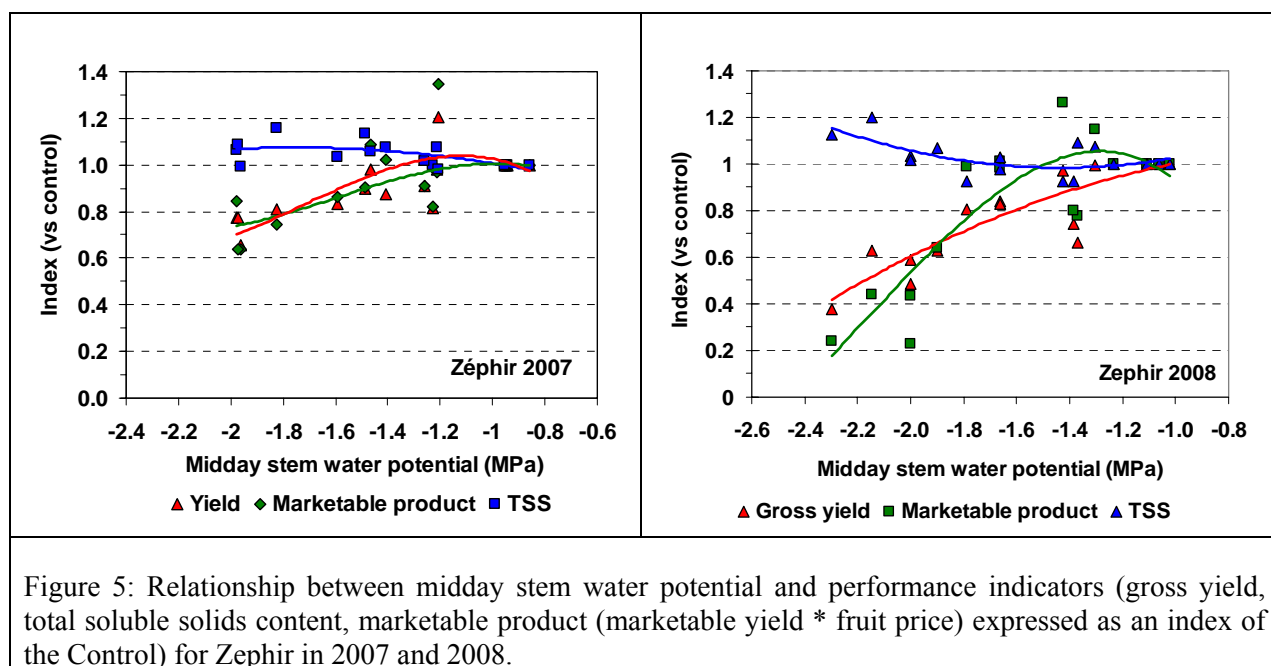 1.4
1.2
1.0
0.8
0.6
0.4
0.2
0.0
Index (vs control)
Zéphir 2007
-2.4 -2.2 -2 -1.8 -1.6 -1.4 -1.2 -1 -0.8 -0.6
Midday stem water potential (MPa)
Yield Marketable product TSS
1.4
1.2
1
0.8
0.6
0.4
0.2
0
Index (vs control)
Zephir 2008
-2.6 -2.4 -2.2 -2.0 -1.8 -1.6 -1.4 -1.2 -1.0 -0.8
Midday stem water potential (MPa)
Gross yield Marketable product TSS
Figure 5: Relationship between midday stem water potential and performance indicators (gross yield,
total soluble solids content, marketable product (marketable yield * fruit price) expressed as an index of
the Control) for Zephir in 2007 and 2008.